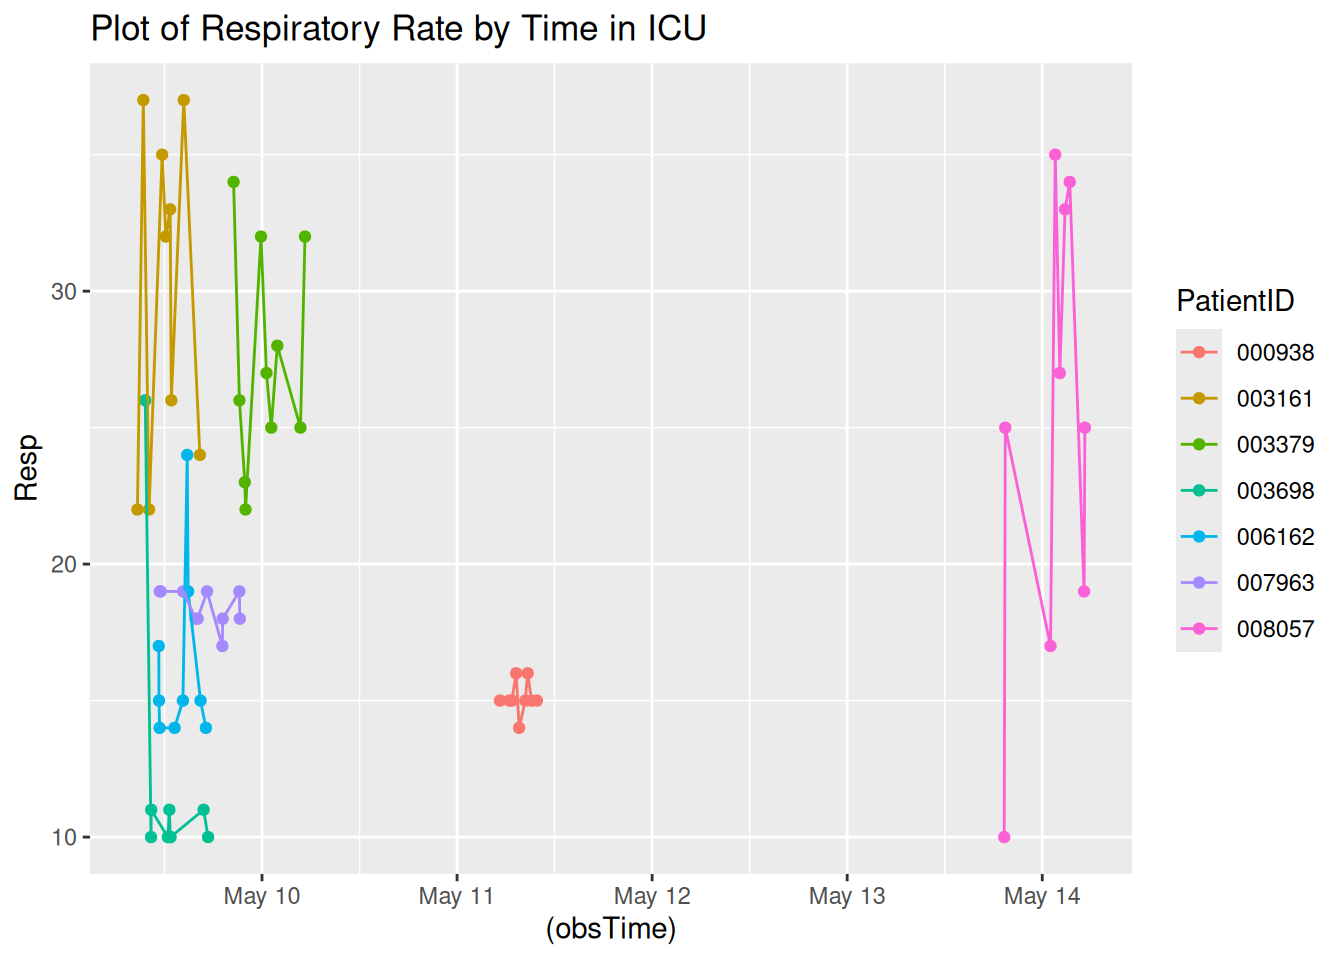 Plot of Respiratory Rate by Time in ICU
Resp
30
20
10
May 10
May 11
May 12
May 13
May 14
(obsTime)
PatientID
000938
003161
003379
003698
006162
007963
008057